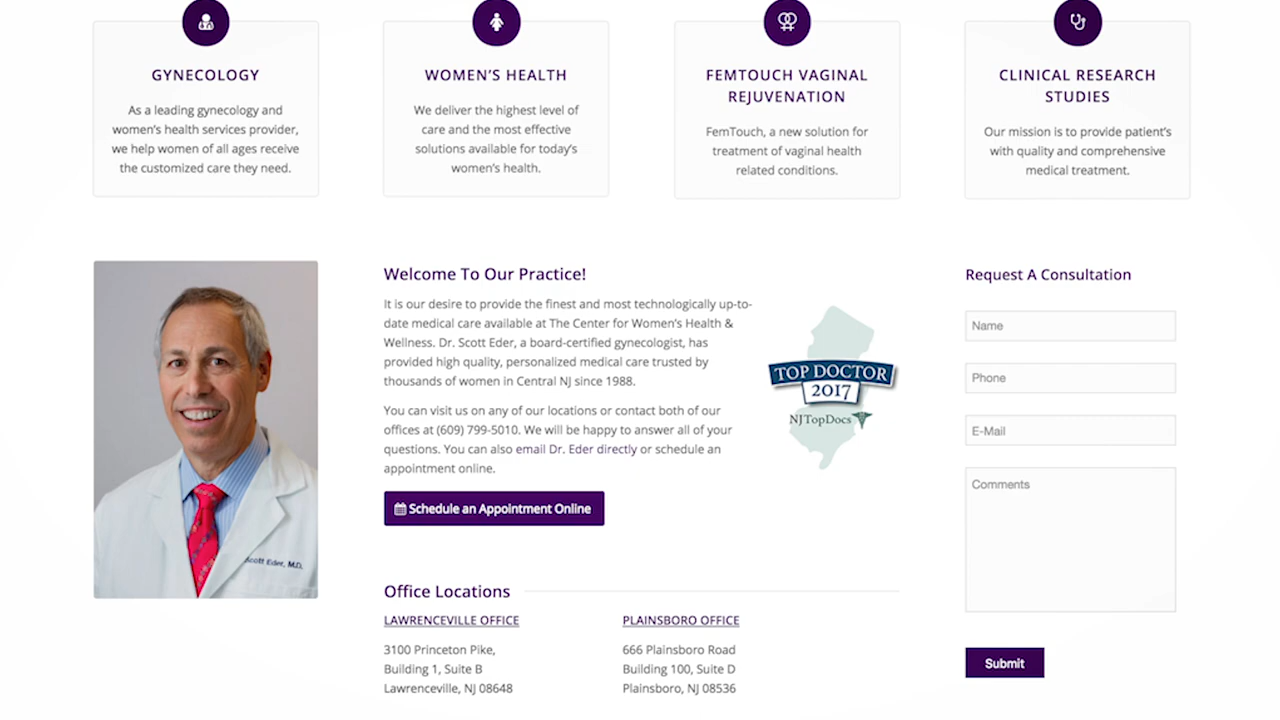 GYNECOLOGY
As a leading gynecology and
women's health services provider,
we help women of all ages receive
the customized care they need.
WOMEN'S HEALTH
We deliver the highest level of
care and the most effective
solutions available for today's
women's health.
FEMTOUCH VAGINAL
REJUVENATION
FemTouch, a new solution for
treatment of vaginal health
related conditions.
CLINICAL RESEARCH
STUDIES
Our mission is to provide patient's
with quality and comprehensive
medical treatment.
Scott Eder, M.D.
Welcome To Our Practice!
It is our desire to provide the finest and most technologically up-to-
date medical care available at The Center for Women's Health &
Wellness. Dr. Scott Eder, a board-certified gynecologist, has
provided high quality, personalized medical care trusted by
thousands of women in Central NJ since 1988.
You can visit us on any of our locations or contact both of our
offices at (609) 799-5010. We will be happy to answer all of your
questions. You can also email Dr. Eder directly or schedule an
appointment online.
Schedule an Appointment Online
TOP DOCTOR
2017
NJTopDocs
Office Locations
LAWRENCEVILLE OFFICE
3100 Princeton Pike,
Building 1, Suite B
Lawrenceville, NJ 08648
PLAINSBORO OFFICE
666 Plainsboro Road
Building 100, Suite D
Plainsboro, NJ 08536
Request A Consultation
Name
Phone
E-Mail
Comments
Submit